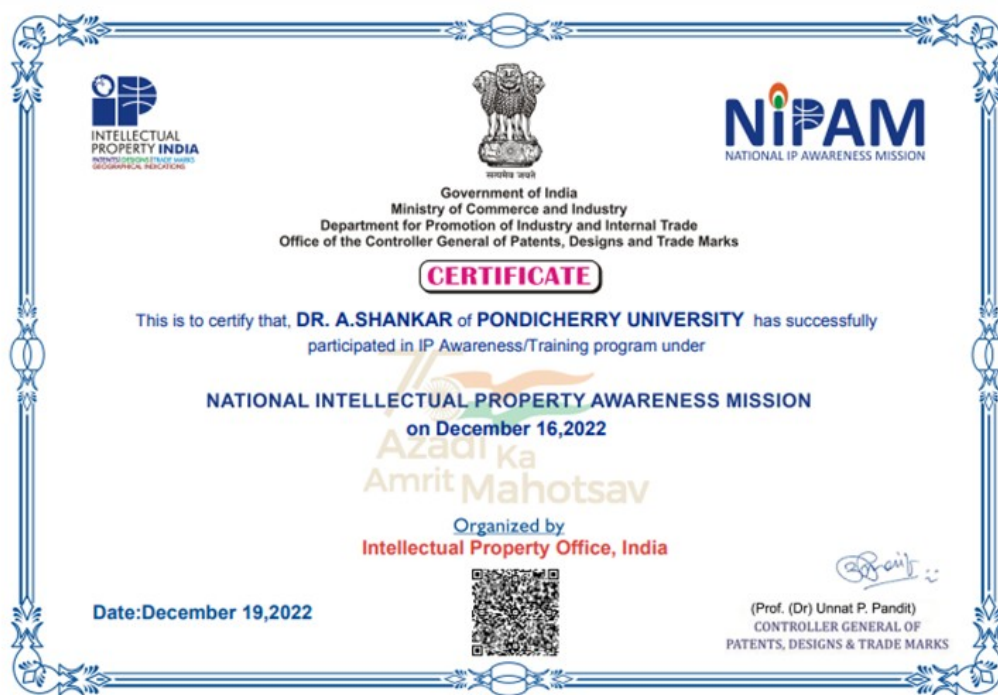 INTELLECTUAL
PROPERTY INDIA
PATENTS | DESIGNS | TRADE MARKS
GEOGRAPHICAL INDICATIONS
सत्यमेव जयते
NiPAM
NATIONAL IP AWARENESS MISSION
Government of India
Ministry of Commerce and Industry
Department for Promotion of Industry and Internal Trade
Office of the Controller General of Patents, Designs and Trade Marks
CERTIFICATE
This is to certify that, DR. A.SHANKAR of PONDICHERRY UNIVERSITY has successfully
participated in IP Awareness/Training program under
NATIONAL INTELLECTUAL PROPERTY AWARENESS MISSION
on December 16,2022
75
Azadi Ka
Amrit Mahotsav
Organized by
Intellectual Property Office, India
Date:December 19,2022
(Prof. (Dr) Unnat P. Pandit)
CONTROLLER GENERAL OF
PATENTS, DESIGNS & TRADE MARKS